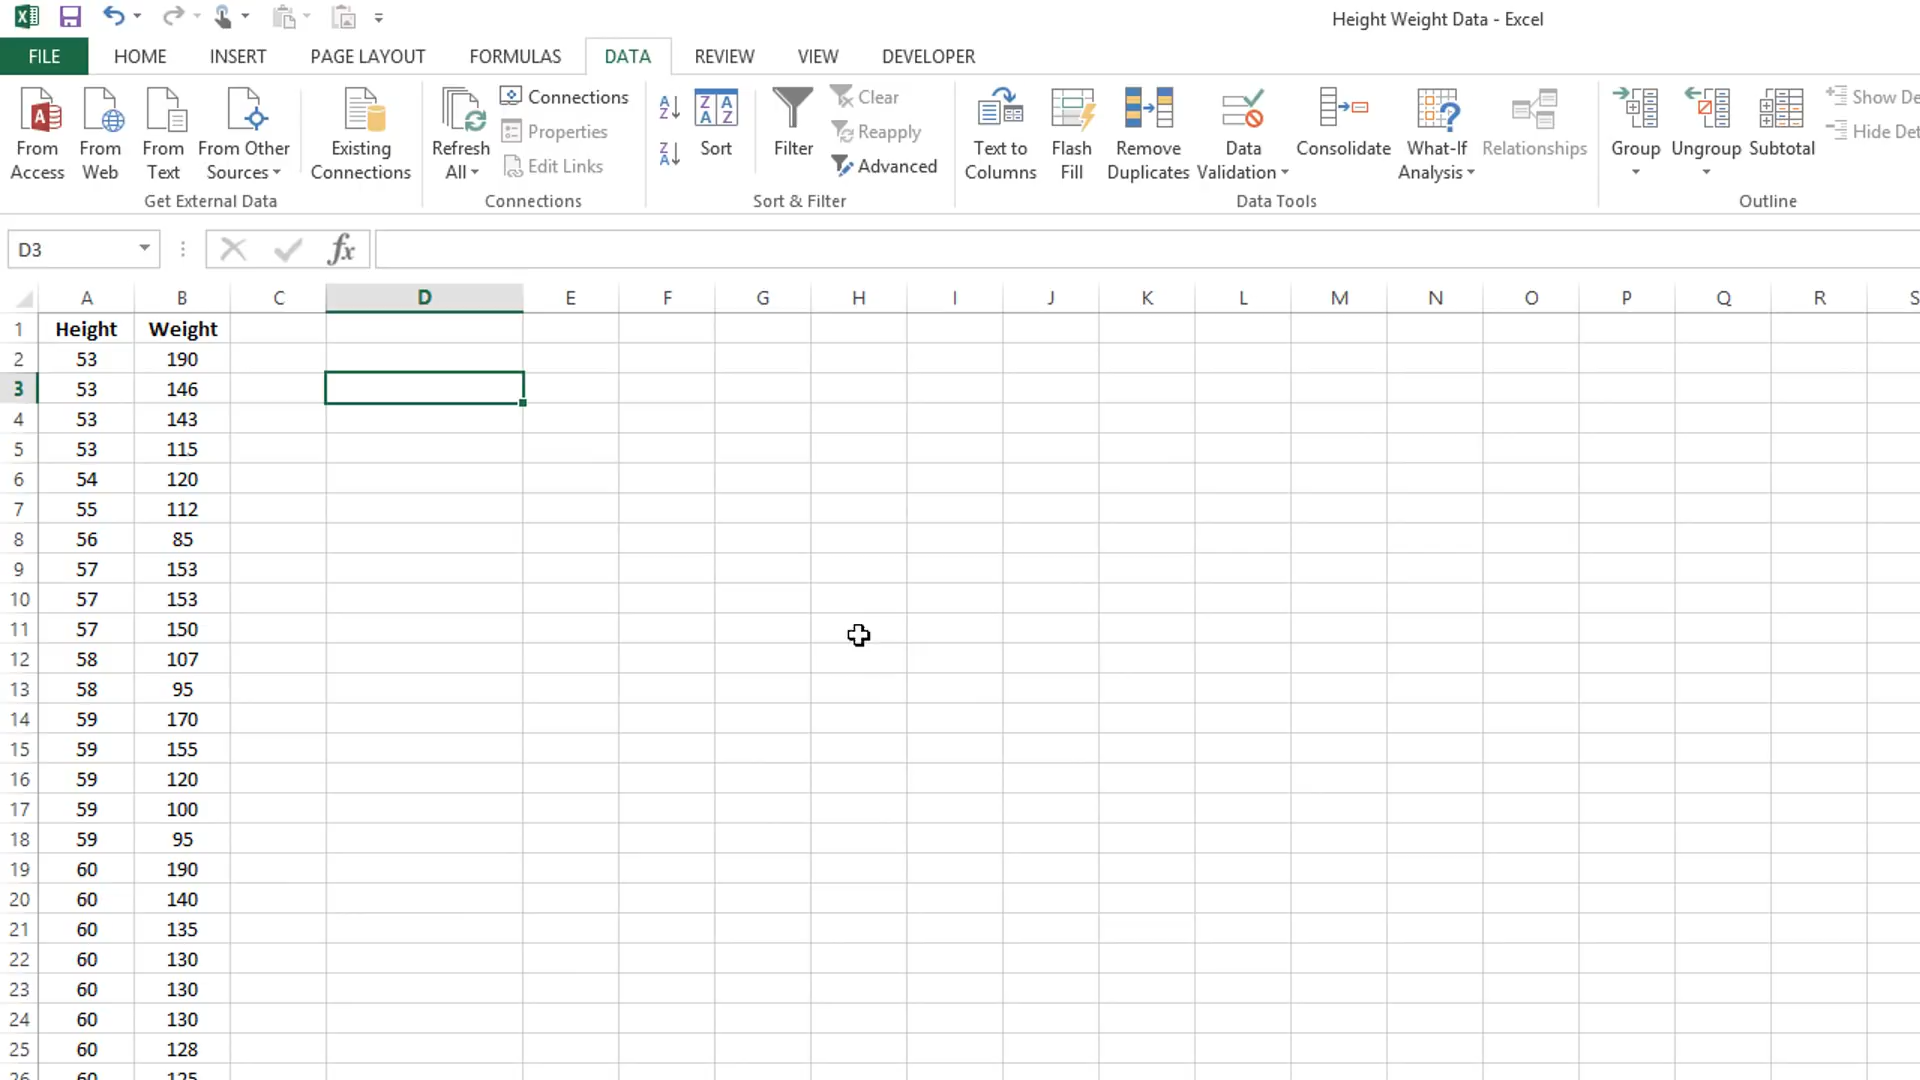 Height Weight Data - Excel
FILE HOME INSERT PAGE LAYOUT FORMULAS DATA REVIEW VIEW DEVELOPER
From Access
From Web
From Text
From Other Sources
Existing Connections
Get External Data
Refresh All
Connections
Properties
Edit Links
Connections
Sort
Filter
Clear
Reapply
Advanced
Sort & Filter
Text to Columns
Flash Fill
Remove Duplicates
Data Validation
Consolidate
What-If Analysis
Relationships
Data Tools
Group
Ungroup
Subtotal
Show
Hide
Outline
D3 fx
A B C D E F G H I J K L M N O P Q R S
1 Height Weight
2 53 190
3 53 146
4 53 143
5 53 115
6 54 120
7 55 112
8 56 85
9 57 153
10 57 153
11 57 150
12 58 107
13 58 95
14 59 170
15 59 155
16 59 120
17 59 100
18 59 95
19 60 190
20 60 140
21 60 135
22 60 130
23 60 130
24 60 130
25 60 128
26 60 125